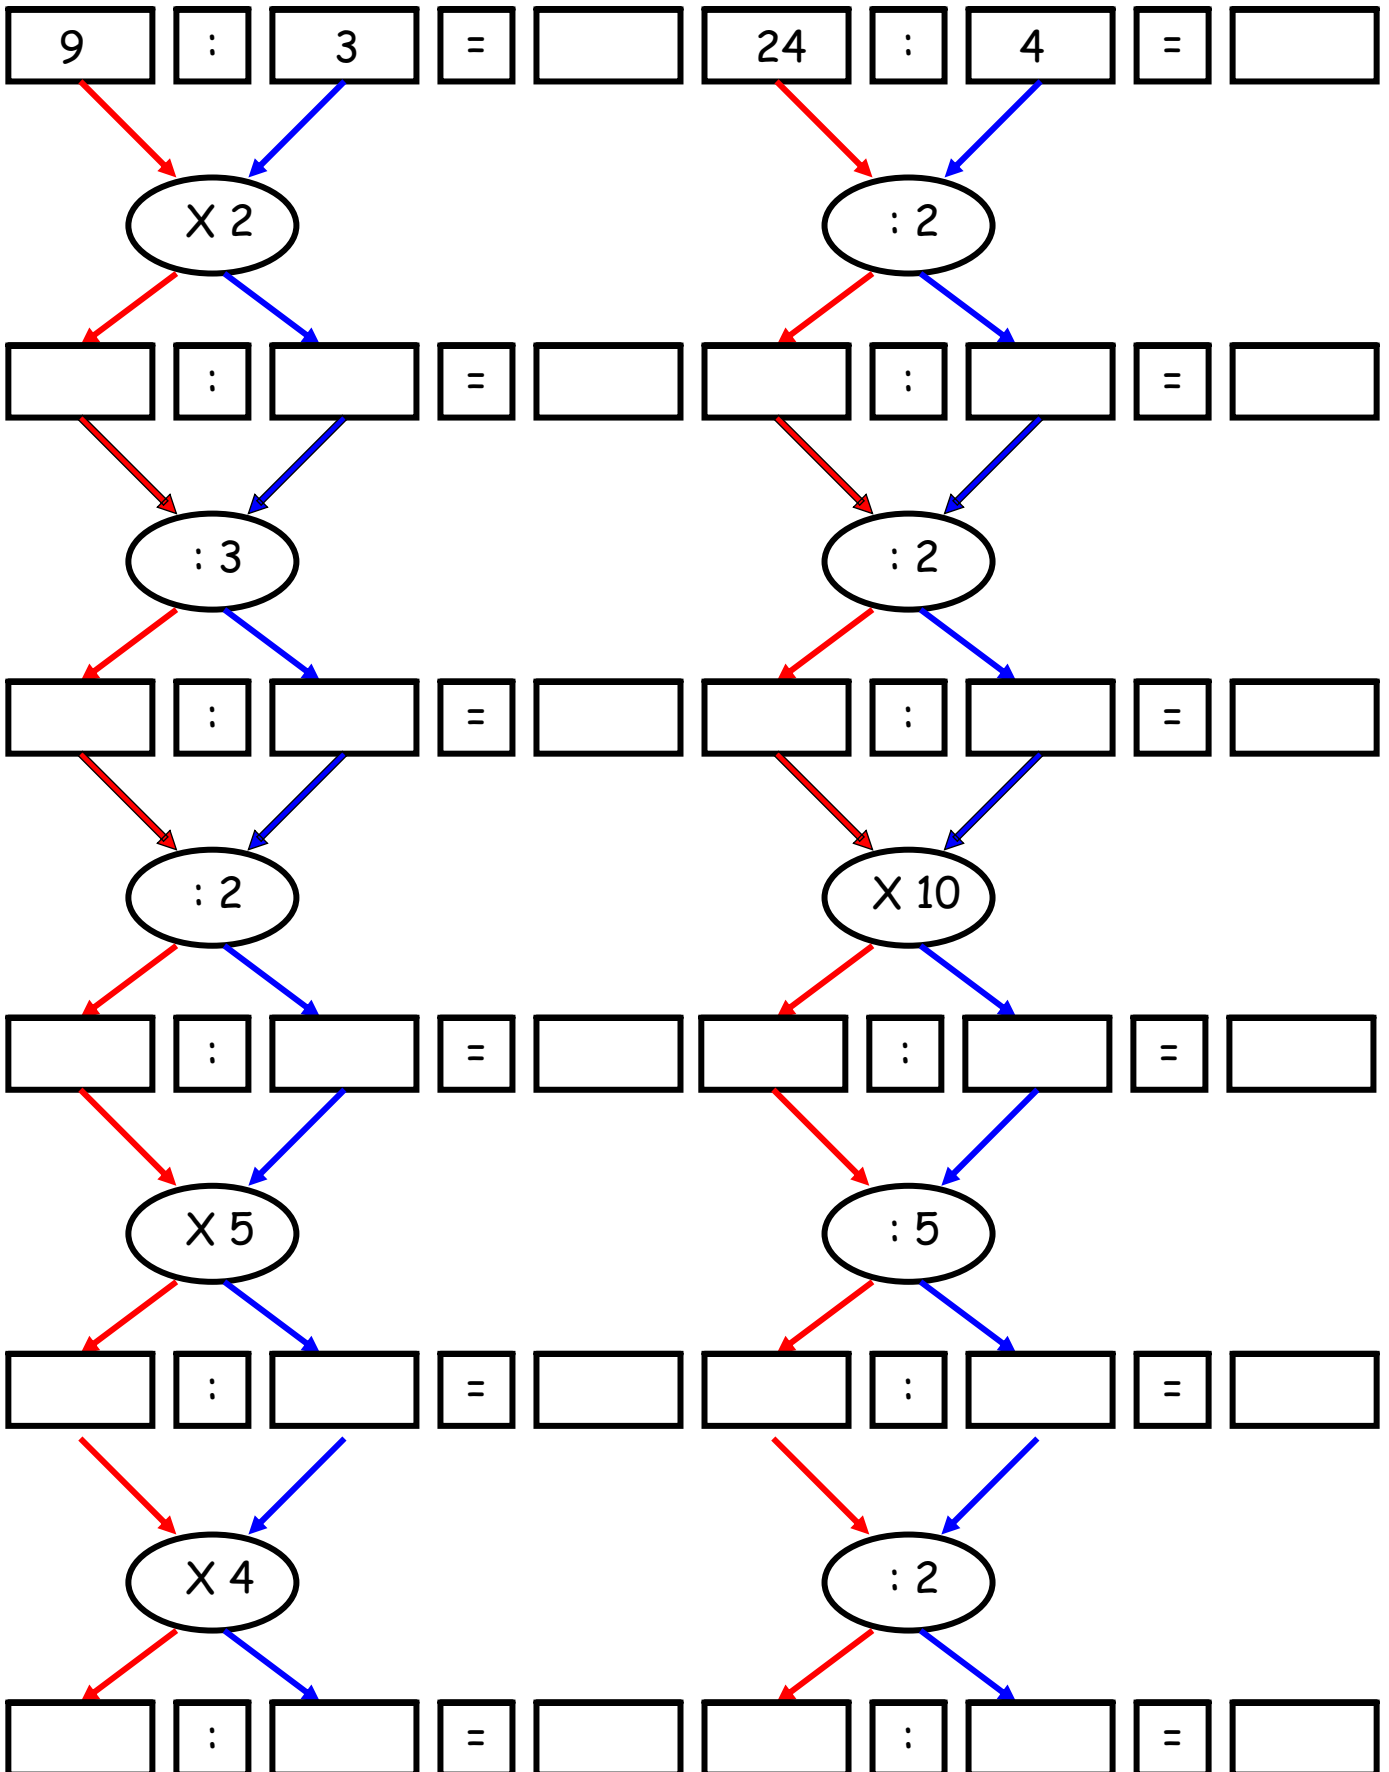 9 : 3 = 24 : 4 =
X 2 : 2
: = : =
: 3 : 2
: = : =
: 2 X 10
: = : =
X 5 : 5
: = : =
X 4 : 2
: = : =